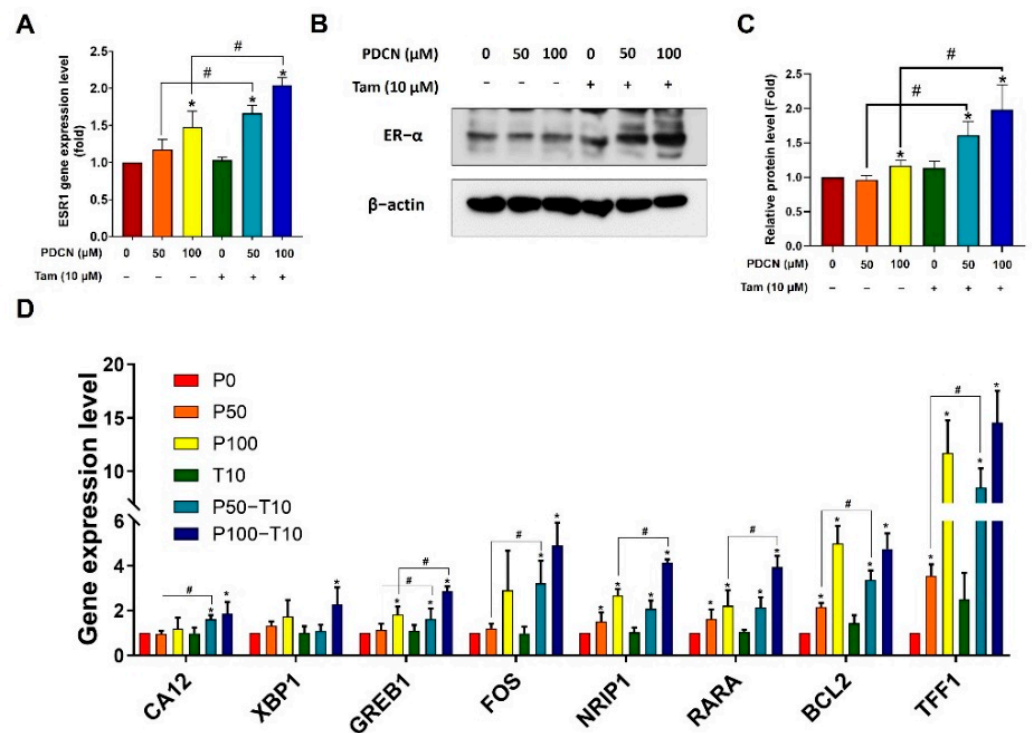 A
ESR1 gene expression level
(fold)
2.5
2.0
1.5
1.0
0.5
0.0
#
#
* * *
PDCN (μM) 0 50 100 0 50 100
Tam (10 μM) − − − + + +
B
PDCN (μM) 0 50 100 0 50 100
Tam (10 μM) − − − + + +
ER−α
β−actin
C
Relative protein level (Fold)
2.5
2.0
1.5
1.0
0.5
0.0
#
#
* * *
PDCN (μM) 0 50 100 0 50 100
Tam (10 μM) − − − + + +
D
Gene expression level
20
15
10
6
4
2
0
P0
P50
P100
T10
P50−T10
P100−T10
# * *
*
# # * * *
# * *
# * * * *
# * * * *
# * * * * *
# * * * * *
CA12 XBP1 GREB1 FOS NRIP1 RARA BCL2 TFF1